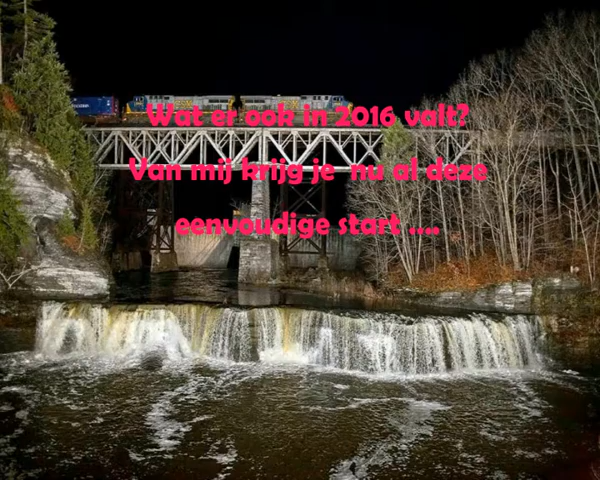 Wat er ook in 2016 valt?
Van mij krijg je nu al deze
eenvoudige start ....